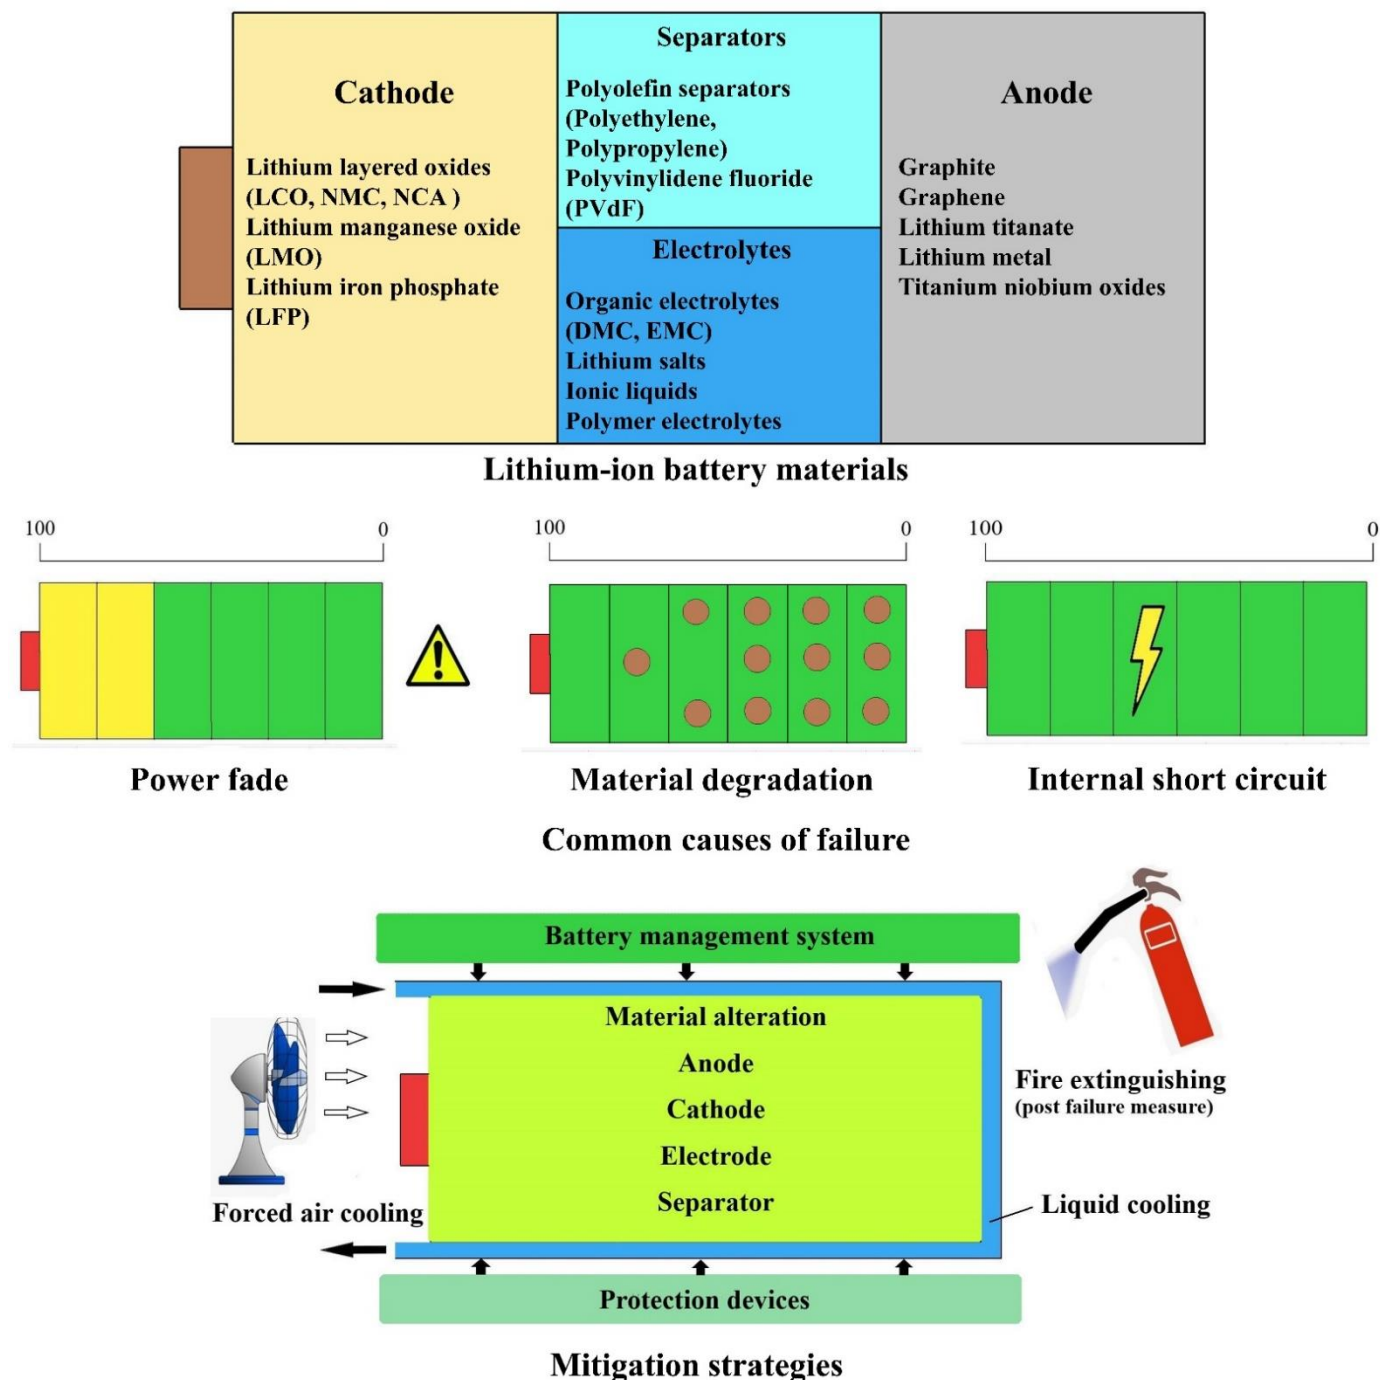 Cathode
Lithium layered oxides
(LCO, NMC, NCA )
Lithium manganese oxide
(LMO)
Lithium iron phosphate
(LFP)
Separators
Polyolefin separators
(Polyethylene,
Polypropylene)
Polyvinylidene fluoride
(PVdF)
Electrolytes
Organic electrolytes
(DMC, EMC)
Lithium salts
Ionic liquids
Polymer electrolytes
Anode
Graphite
Graphene
Lithium titanate
Lithium metal
Titanium niobium oxides
Lithium-ion battery materials
100 0
100 0
100 0
Power fade
Material degradation
Internal short circuit
Common causes of failure
Battery management system
Material alteration
Anode
Cathode
Electrode
Separator
Forced air cooling
Fire extinguishing
(post failure measure)
Liquid cooling
Protection devices
Mitigation strategies